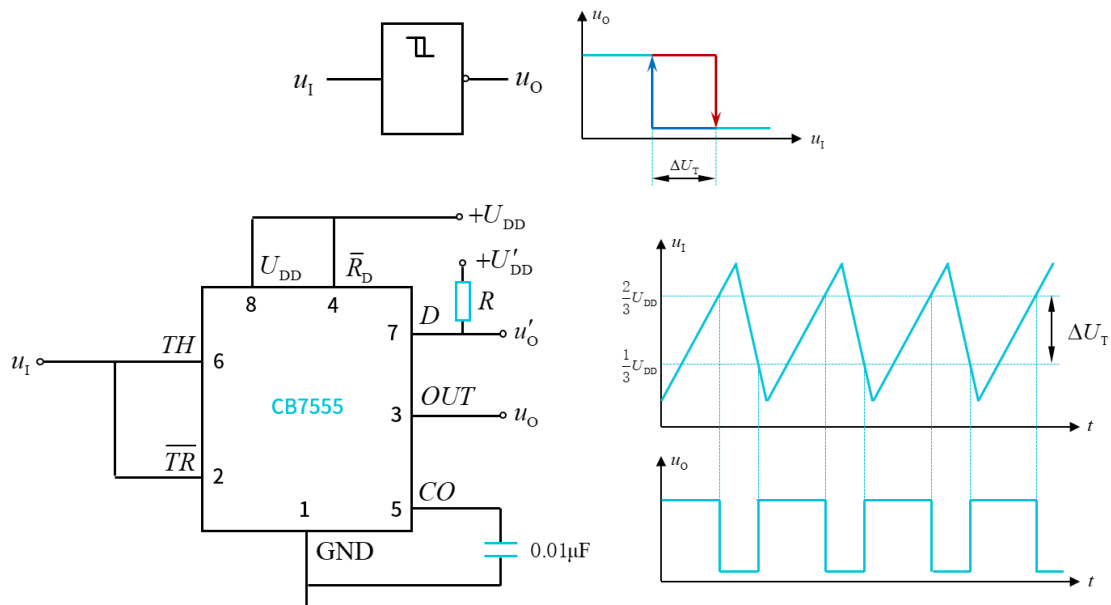 u_I
u_O
u_O
u_I
ΔU_T
+U_DD
U_DD
R̅_D
+U′_DD
8
4
R
D
7
u′_O
u_I
TH
6
CB7555
OUT
3
u_O
T̅R̅
2
CO
5
1
GND
0.01μF
u_I
2/3 U_DD
ΔU_T
1/3 U_DD
t
u_O
t